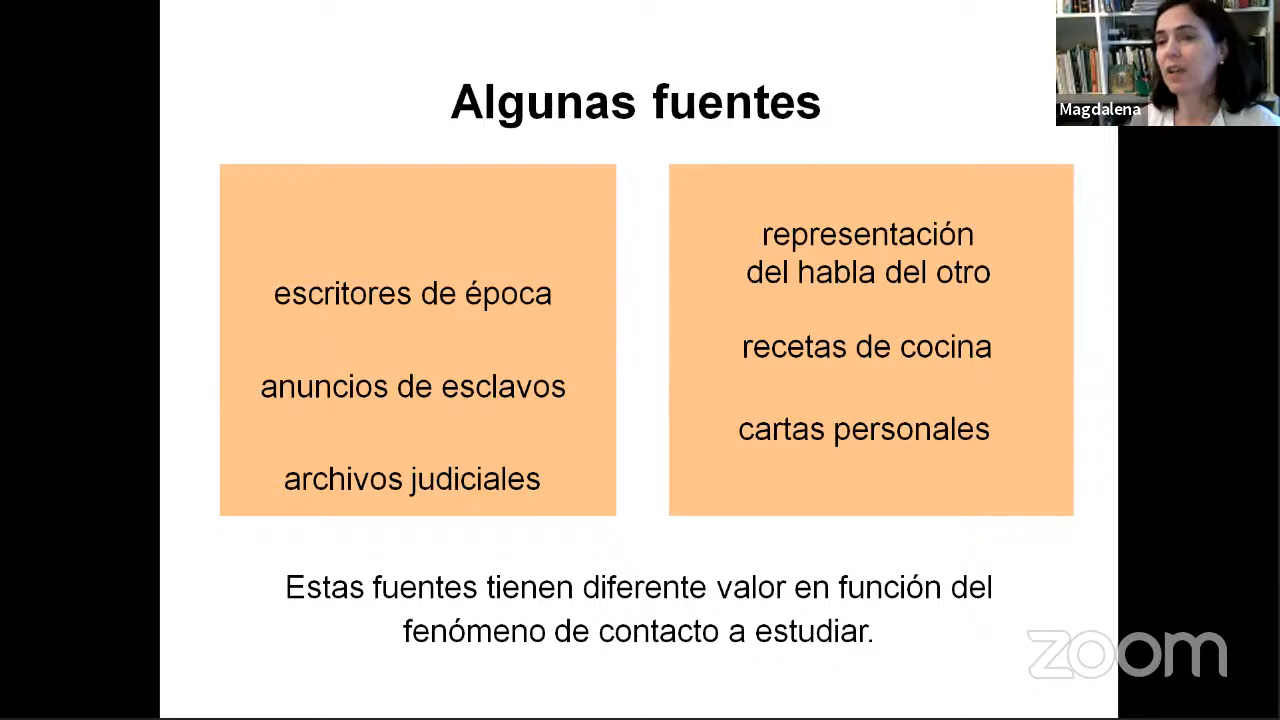 Algunas fuentes
Magdalena
escritores de época
anuncios de esclavos
archivos judiciales
representación
del habla del otro
recetas de cocina
cartas personales
Estas fuentes tienen diferente valor en función del
fenómeno de contacto a estudiar.
zoom